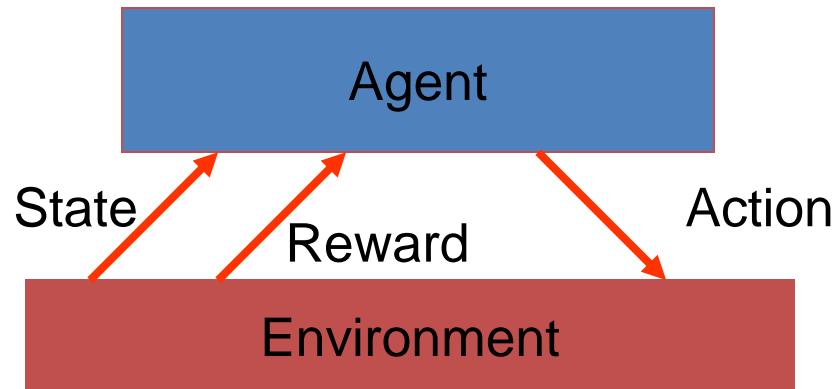 Agent
State
Action
Reward
Environment